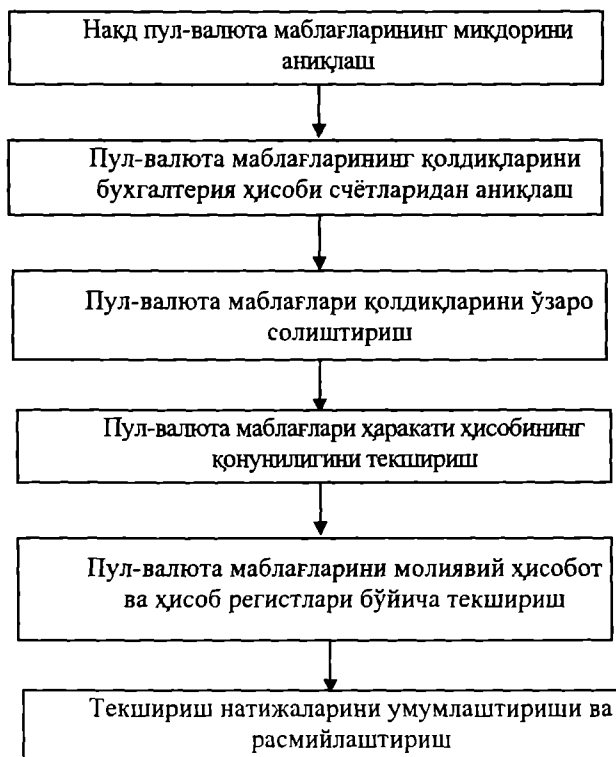 Нақд пул-валюта маблағларининг миқдорини
аниқлаш
Пул-валюта маблағларининг қолдиқларини
бухгалтерия ҳисоби счётларидан аниқлаш
Пул-валюта маблағлари қолдиқларини ўзаро
солиштириш
Пул-валюта маблағлари ҳаракати ҳисобининг
қонунилигини текшириш
Пул-валюта маблағларини молиявий ҳисобот
ва ҳисоб регистлари бўйича текшириш
Текшириш натижаларини умумлаштириши ва
расмийлаштириш